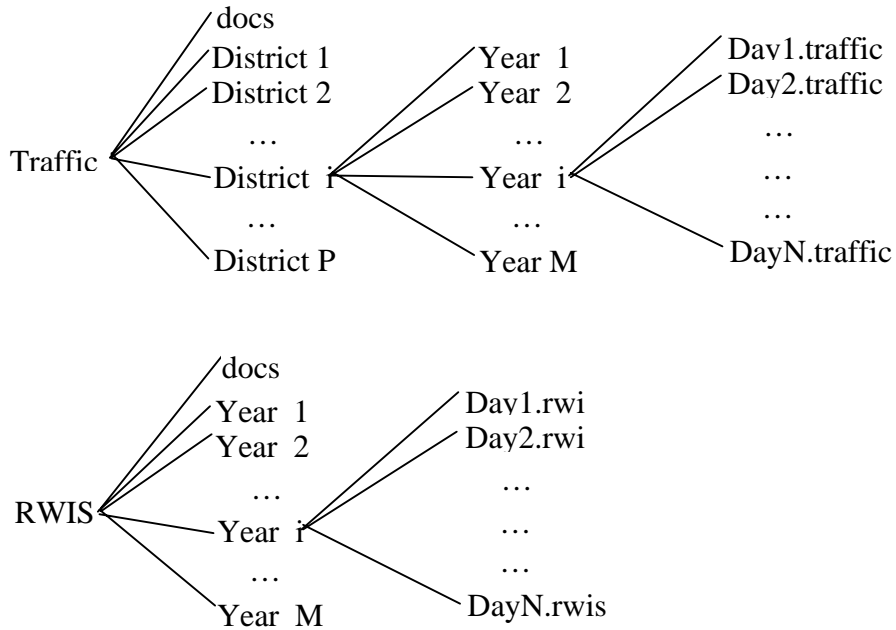 docs
District 1
District 2
…
Traffic
District i
…
District P
Year 1
Year 2
…
Year i
…
Year M
Day1.traffic
Day2.traffic
…
…
…
DayN.traffic
docs
Year 1
Year 2
…
RWIS
Year i
…
Year M
Day1.rwi
Day2.rwi
…
…
…
DayN.rwis